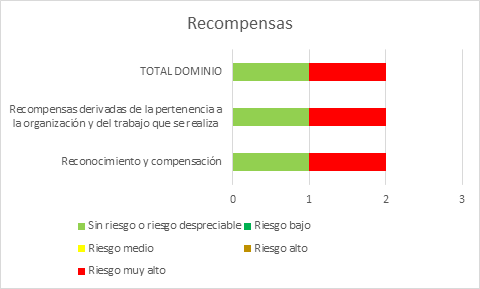 Recompensas
TOTAL DOMINIO
Recompensas derivadas de la pertenencia a
la organización y del trabajo que se realiza
Reconocimiento y compensación
0 1 2 3
Sin riesgo o riesgo despreciable Riesgo bajo
Riesgo medio Riesgo alto
Riesgo muy alto